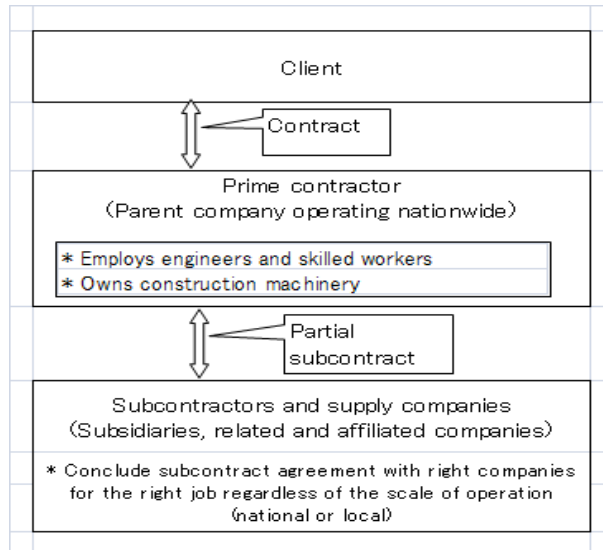 Client
Contract
Prime contractor
(Parent company operating nationwide)
* Employs engineers and skilled workers
* Owns construction machinery
Partial
subcontract
Subcontractors and supply companies
(Subsidiaries, related and affiliated companies)
* Conclude subcontract agreement with right companies
for the right job regardless of the scale of operation
(national or local)